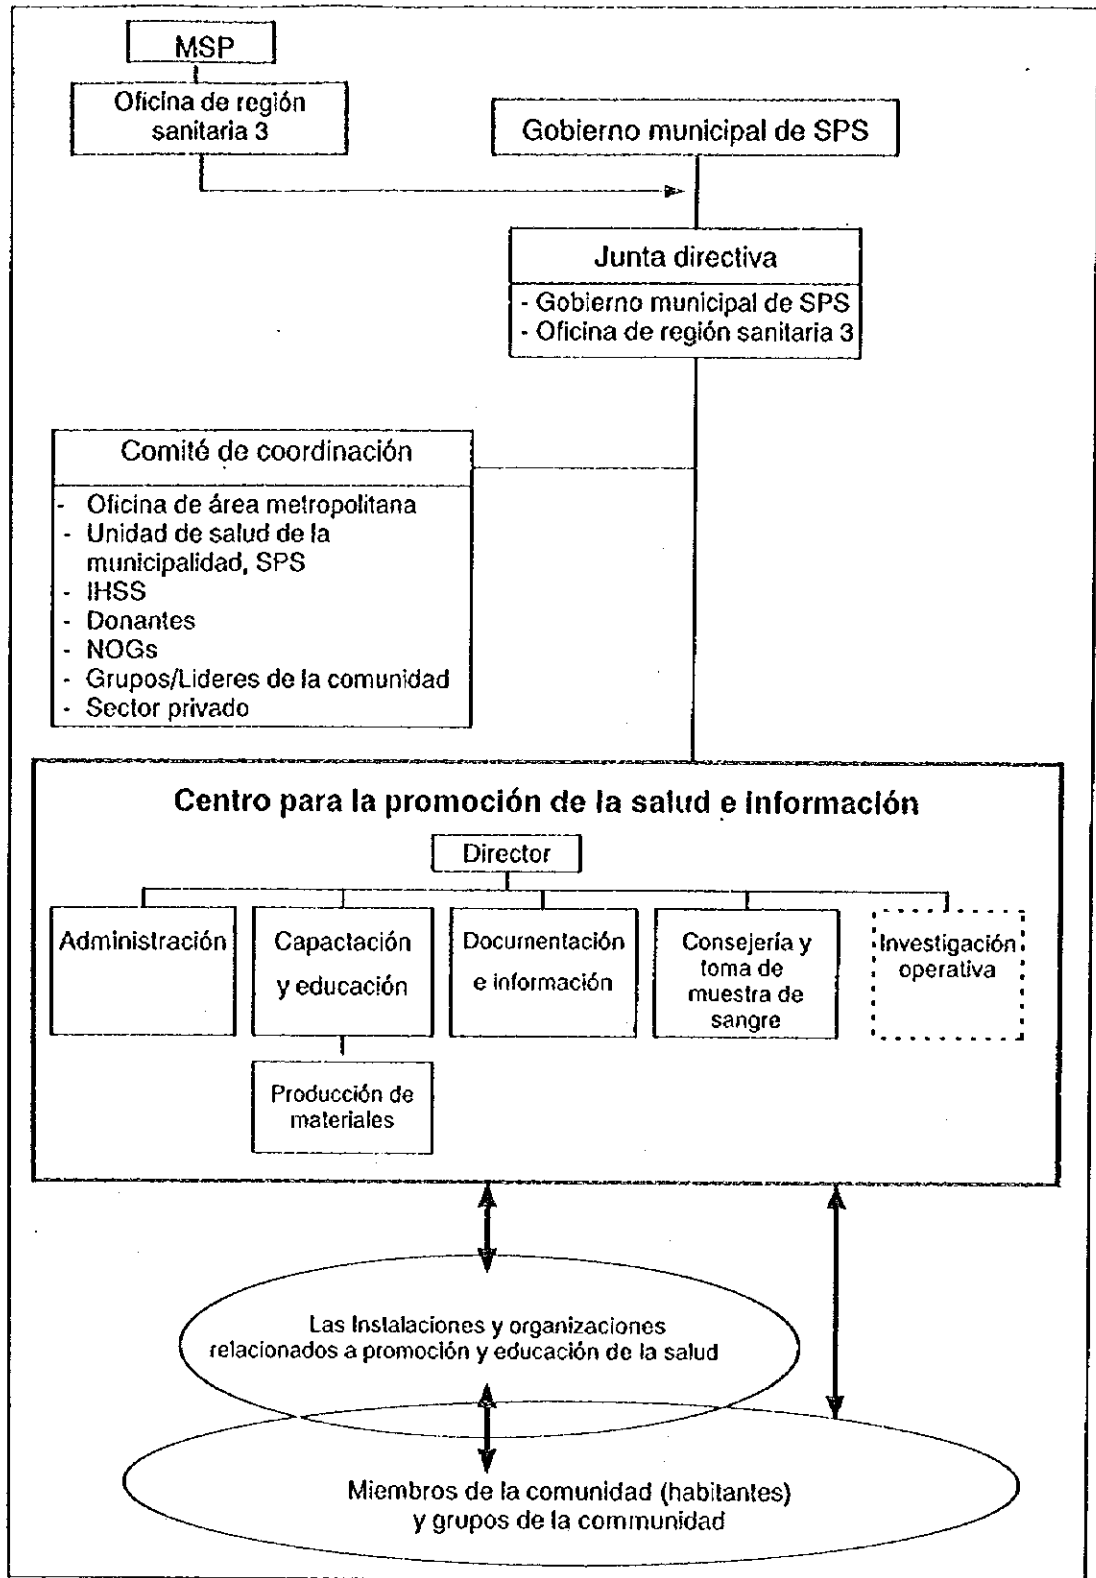 MSP
Oficina de región
sanitaria 3
Gobierno municipal de SPS
Junta directiva
- Gobierno municipal de SPS
- Oficina de región sanitaria 3
Comité de coordinación
- Oficina de área metropolitana
- Unidad de salud de la
municipalidad, SPS
- IHSS
- Donantes
- NOGs
- Grupos/Lideres de la comunidad
- Sector privado
Centro para la promoción de la salud e información
Director
Administración
Capactación
y educación
Documentación
e información
Consejería y
toma de
muestra de
sangre
Investigación
operativa
Producción de
materiales
Las Instalaciones y organizaciones
relacionados a promoción y educación de la salud
Miembros de la comunidad (habitantes)
y grupos de la communidad